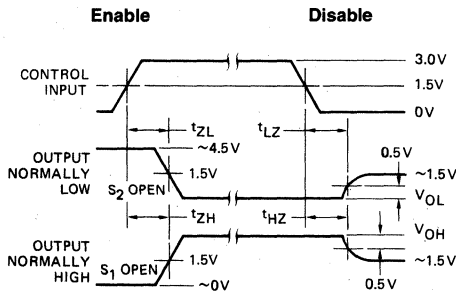 Enable Disable
CONTROL INPUT
3.0V
1.5V
0V
tZL tLZ
~4.5V
0.5V
OUTPUT NORMALLY LOW
1.5V
S2 OPEN
~1.5V
VOL
tZH tHZ
VOH
OUTPUT NORMALLY HIGH
S1 OPEN
1.5V
~1.5V
~0V
0.5V